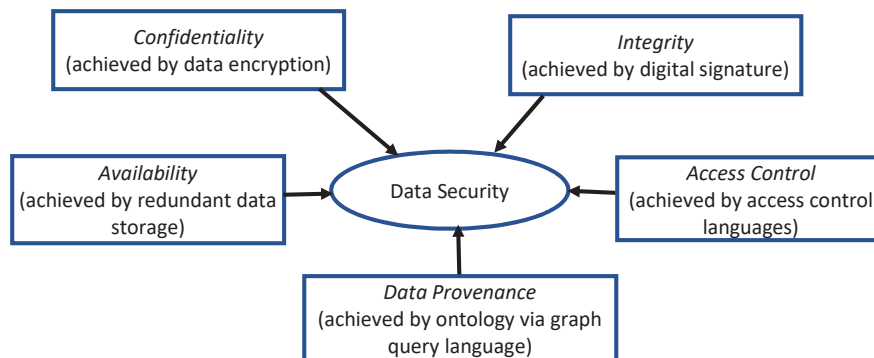 Confidentiality
(achieved by data encryption)
Integrity
(achieved by digital signature)
Availability
(achieved by redundant data
storage)
Data Security
Access Control
(achieved by access control
languages)
Data Provenance
(achieved by ontology via graph
query language)